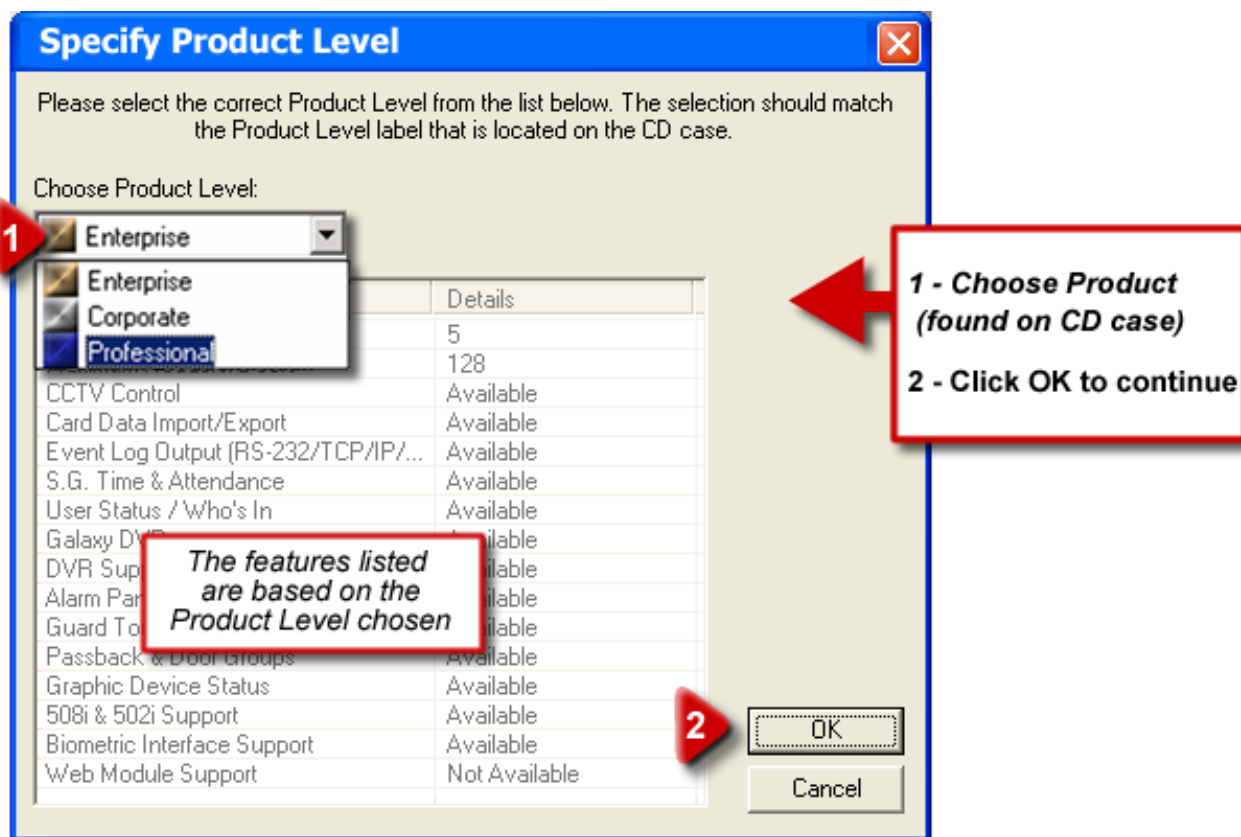 Specify Product Level
Please select the correct Product Level from the list below. The selection should match
the Product Level label that is located on the CD case.
Choose Product Level:
1
Enterprise
Enterprise
Corporate
Professional
Details
5
128
CCTV Control Available
Card Data Import/Export Available
Event Log Output (RS-232/TCP/IP/... Available
S.G. Time & Attendance Available
User Status / Who's In Available
Galaxy
DVR
Alarm
Guard
Passback & Door Groups Available
Graphic Device Status Available
508i & 502i Support Available
Biometric Interface Support Available
Web Module Support Not Available
The features listed
are based on the
Product Level chosen
2
OK
Cancel
1 - Choose Product
(found on CD case)
2 - Click OK to continue